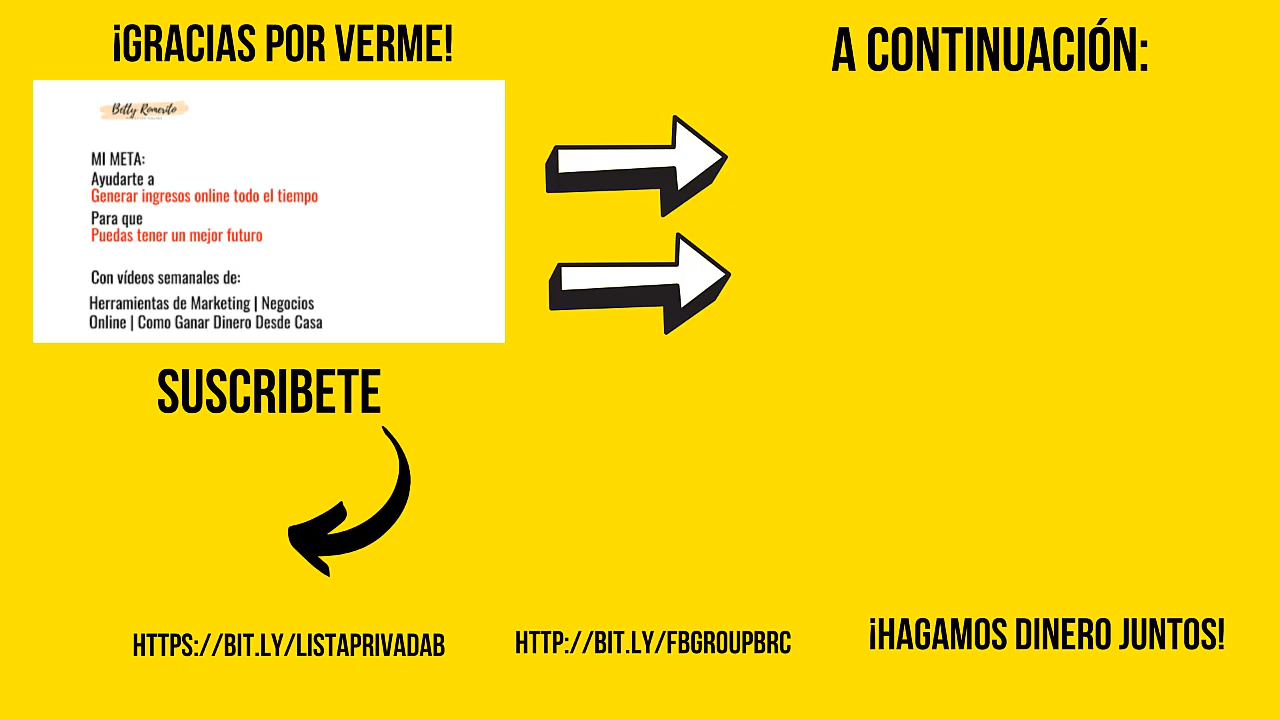 ¡GRACIAS POR VERME!
A CONTINUACIÓN:
Betty Romerito
MI META:
Ayudarte a
Generar ingresos online todo el tiempo
Para que
Puedas tener un mejor futuro
Con vídeos semanales de:
Herramientas de Marketing | Negocios
Online | Como Ganar Dinero Desde Casa
SUSCRIBETE
HTTPS://BIT.LY/LISTAPRIVADAB
HTTP://BIT.LY/FBGROUPBRC
¡HAGAMOS DINERO JUNTOS!